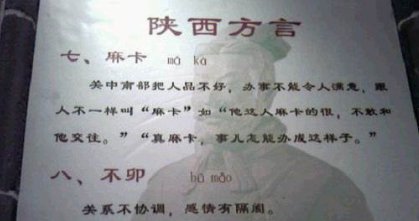 陕西方言
七、麻卡 má kǎ
关中南部把人品不好，办事不能令人满意，跟
人不一样叫“麻卡”如“他这人麻卡的很，不敢和
他交往。”“真麻卡，事儿怎能办成这样子。”
八、不卯 bū mǎo
关系不协调，感情有隔阂。